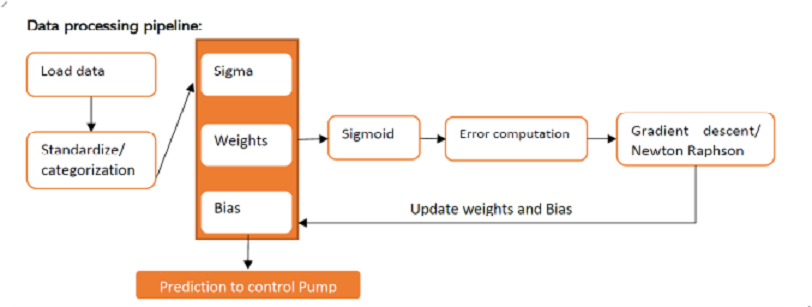 Data processing pipeline:
Load data
Standardize/
categorization
Sigma
Weights
Bias
Sigmoid
Error computation
Gradient descent/
Newton Raphson
Update weights and Bias
Prediction to control Pump